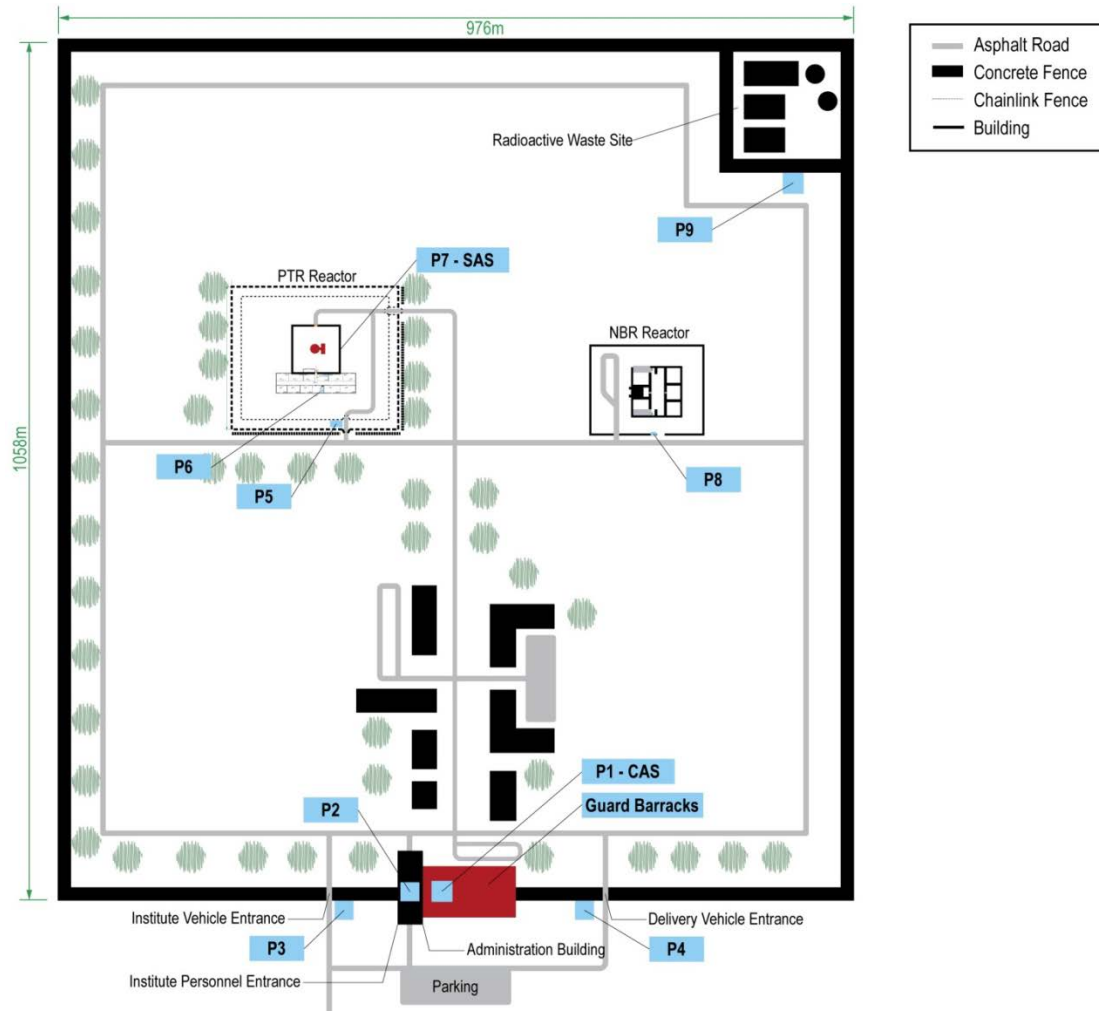 976m
Asphalt Road
Concrete Fence
Chainlink Fence
Building
Radioactive Waste Site
P9
P7 - SAS
PTR Reactor
NBR Reactor
1058m
P6
P5
P8
P1 - CAS
P2
Guard Barracks
Institute Vehicle Entrance
Delivery Vehicle Entrance
P3
Administration Building
P4
Institute Personnel Entrance
Parking